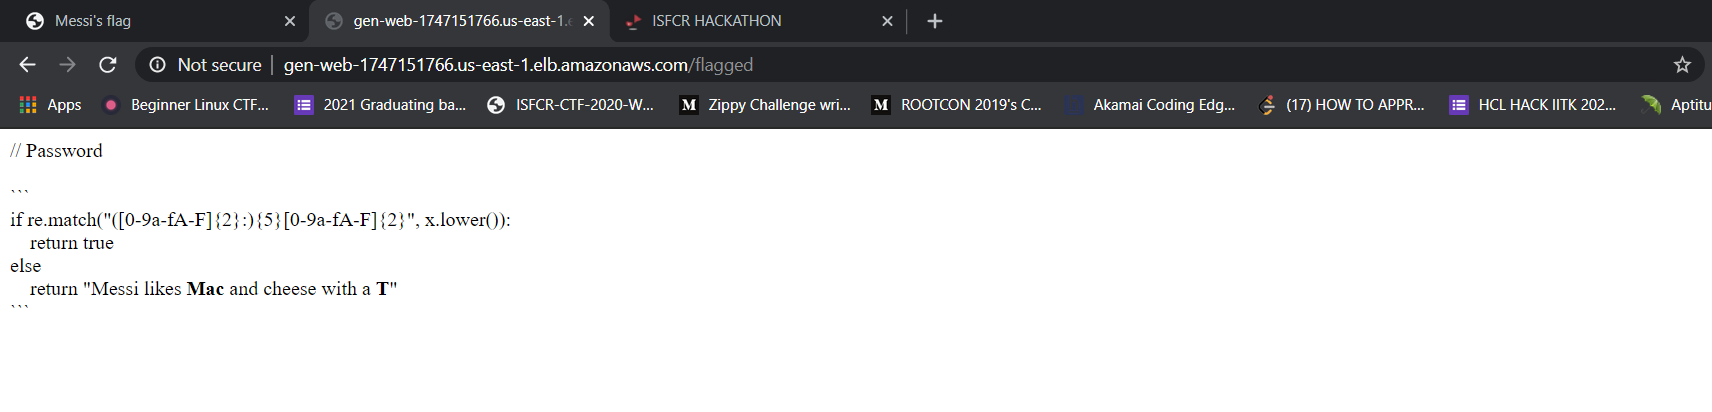 Messi's flag
gen-web-1747151766.us-east-1.e
ISFCR HACKATHON
Not secure | gen-web-1747151766.us-east-1.elb.amazonaws.com/flagged
Apps
Beginner Linux CTF...
2021 Graduating ba...
ISFCR-CTF-2020-W...
M Zippy Challenge wri...
M ROOTCON 2019's C...
Akamai Coding Edg...
(17) HOW TO APPR...
HCL HACK IITK 202...
Aptitu
// Password
```
if re.match("([0-9a-fA-F]{2}:){5}[0-9a-fA-F]{2}", x.lower()):
    return true
else
    return "Messi likes Mac and cheese with a T"
```